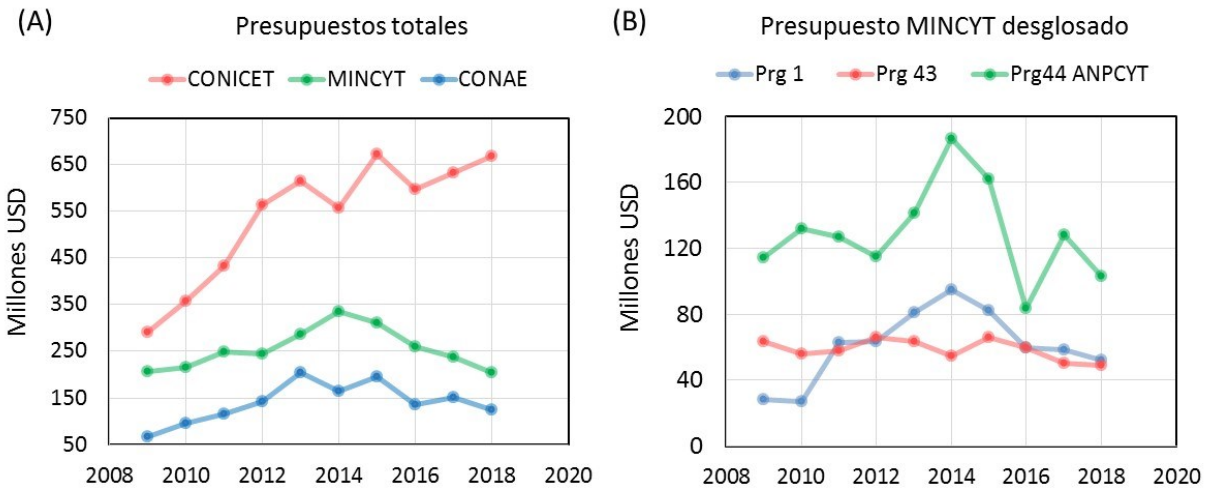 (A)
Presupuestos totales
CONICET MINCYT CONAE
Millones USD
750
650
550
450
350
250
150
50
2008 2010 2012 2014 2016 2018 2020
(B)
Presupuesto MINCYT desglosado
Prg 1 Prg 43 Prg44 ANPCYT
Millones USD
200
160
120
80
40
0
2008 2010 2012 2014 2016 2018 2020